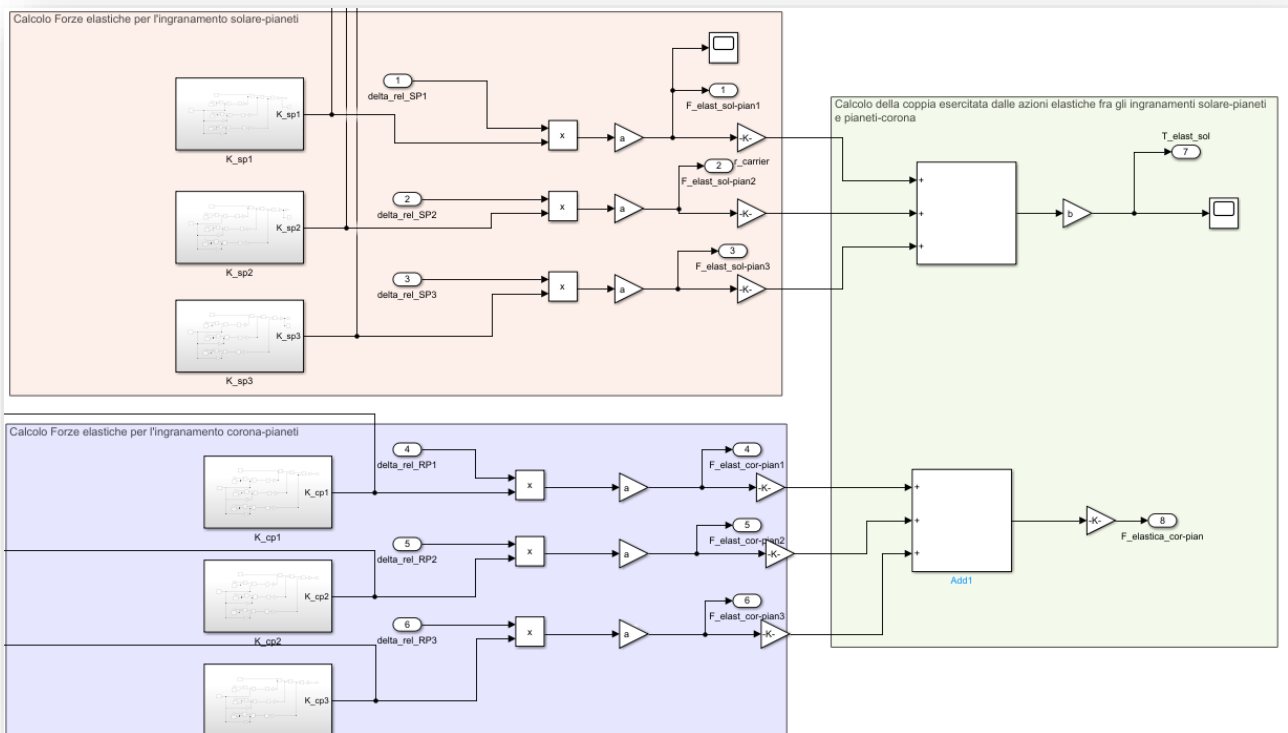 Calcolo Forze elastiche per l'ingranamento solare-pianeti
K_sp1
K_sp1
1
delta_rel_SP1
x
a
1
F_elast_sol-pian1
-K-
K_sp2
K_sp2
2
delta_rel_SP2
x
a
2
r_carrier
F_elast_sol-pian2
-K-
K_sp3
K_sp3
3
delta_rel_SP3
x
a
3
F_elast_sol-pian3
-K-
Calcolo della coppia esercitata dalle azioni elastiche fra gli ingranamenti solare-pianeti
e pianeti-corona
+
+
+
b
T_elast_sol
7
Calcolo Forze elastiche per l'ingranamento corona-pianeti
K_cp1
K_cp1
4
delta_rel_RP1
x
a
4
F_elast_cor-pian1
-K-
K_cp2
K_cp2
5
delta_rel_RP2
x
a
5
F_elast_cor-pian2
-K-
K_cp3
6
delta_rel_RP3
x
a
6
F_elast_cor-pian3
-K-
+
+
+
Add1
-K-
8
F_elastica_cor-pian